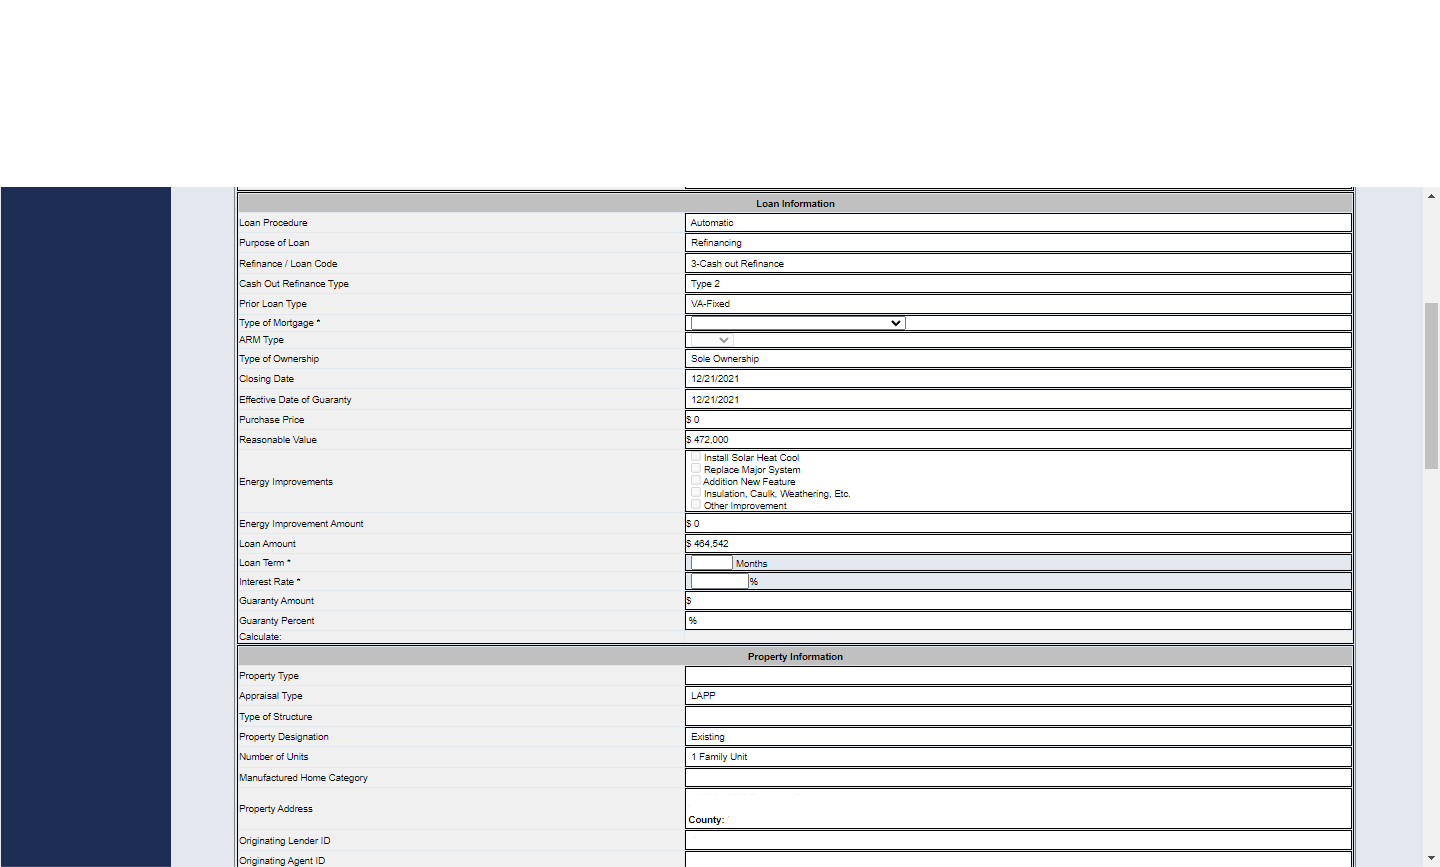 Loan Information
Loan Procedure Automatic
Purpose of Loan Refinancing
Refinance / Loan Code 3-Cash out Refinance
Cash Out Refinance Type Type 2
Prior Loan Type VA-Fixed
Type of Mortgage *
ARM Type
Type of Ownership Sole Ownership
Closing Date 12/21/2021
Effective Date of Guaranty 12/21/2021
Purchase Price $ 0
Reasonable Value $ 472,000
Energy Improvements
Install Solar Heat Cool
Replace Major System
Addition New Feature
Insulation, Caulk, Weathering, Etc.
Other Improvement
Energy Improvement Amount $ 0
Loan Amount $ 464,542
Loan Term * Months
Interest Rate * %
Guaranty Amount $
Guaranty Percent %
Calculate:
Property Information
Property Type
Appraisal Type LAPP
Type of Structure
Property Designation Existing
Number of Units 1 Family Unit
Manufactured Home Category
Property Address
County:
Originating Lender ID
Originating Agent ID